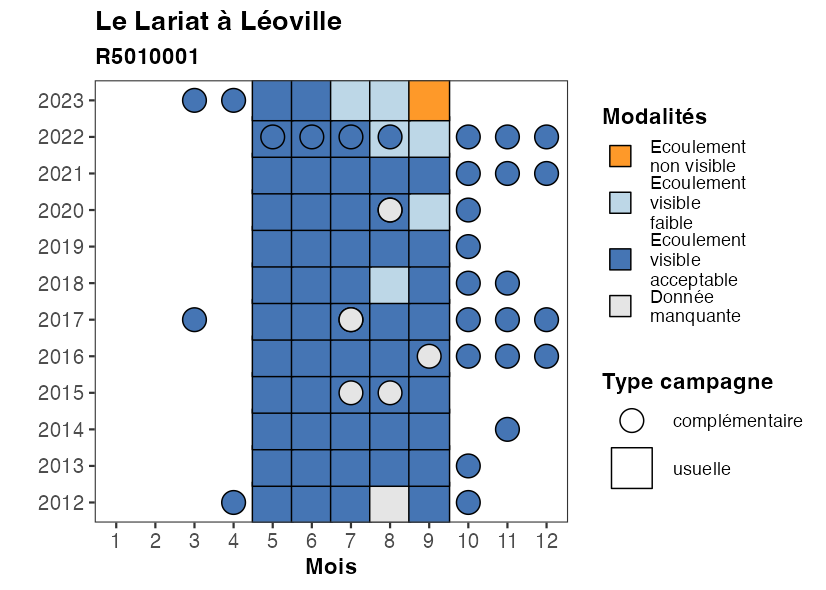 Le Lariat à Léoville
R5010001
2023
2022
2021
2020
2019
2018
2017
2016
2015
2014
2013
2012
1 2 3 4 5 6 7 8 9 10 11 12
Mois
Modalités
Ecoulement
non visible
Ecoulement
visible
faible
Ecoulement
visible
acceptable
Donnée
manquante
Type campagne
complémentaire
usuelle